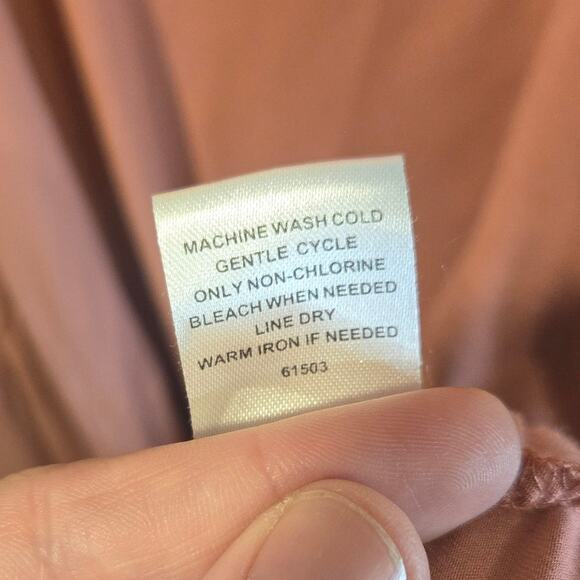 MACHINE WASH COLD
GENTLE CYCLE
ONLY NON-CHLORINE
BLEACH WHEN NEEDED
LINE DRY
WARM IRON IF NEEDED
61503